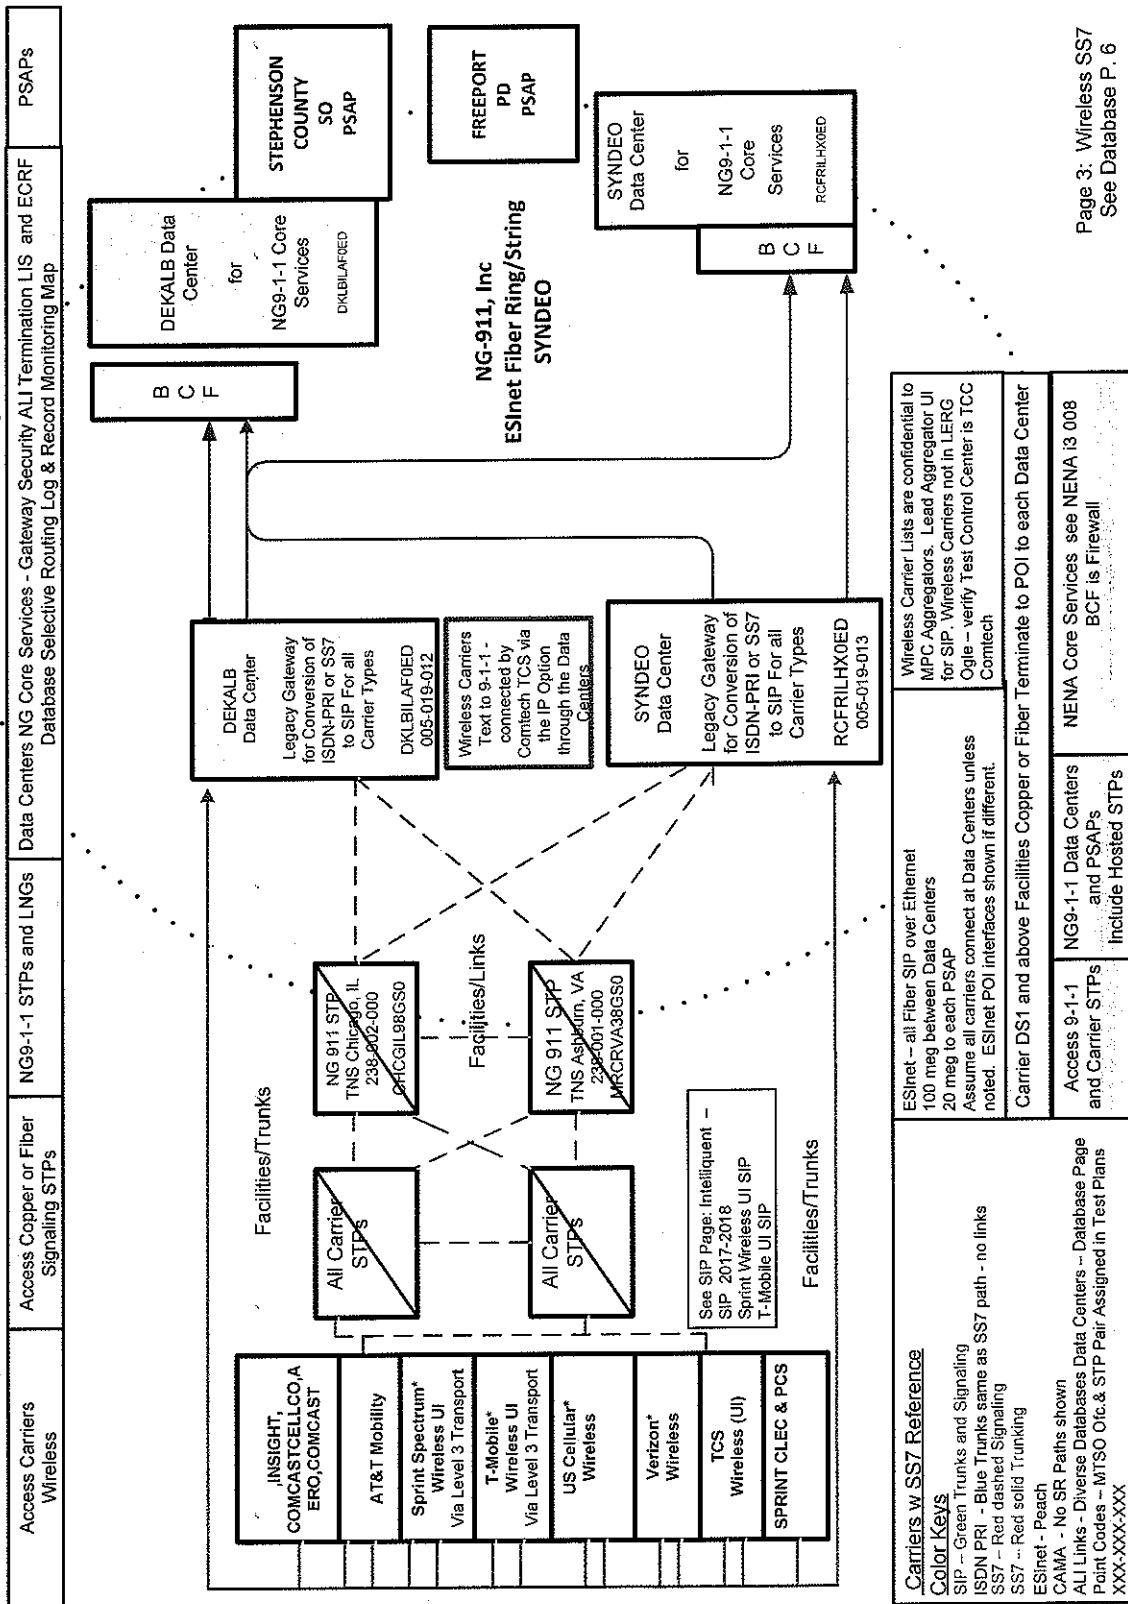 Access Carriers
Wireless
Access Copper or Fiber
Signaling STPs
NG9-1-1 STPs and LNGs
Data Centers NG Core Services - Gateway Security ALI Termination LIS and ECRF
Database Selective Routing Log & Record Monitoring Map
PSAPs
,INSIGHT,
COMCASTCELLCO,A
ERO,COMCAST
AT&T Mobility
Sprint Spectrum*
Wireless UI
Via Level 3 Transport
T-Mobile*
Wireless UI
Via Level 3 Transport
US Cellular*
Wireless
Verizon*
Wireless
TCS
Wireless (UI)
SPRINT CLEC & PCS
Facilities/Trunks
All Carrier
STPs
All Carrier
STPs
NG 911 STP
TNS Chicago, IL
238-002-000
CHCGIL98GS0
Facilities/Links
NG 911 STP
TNS Ashburn, VA
238-001-000
MRCRVA38GS0
See SIP Page: Intelliquent –
SIP 2017-2018
Sprint Wireless UI SIP
T-Mobile UI SIP
Facilities/Trunks
DEKALB
Data Center
Legacy Gateway
for Conversion of
ISDN-PRI or SS7
to SIP For all
Carrier Types
DKLBILAF0ED
005-019-012
Wireless Carriers
Text to 9-1-1 -
connected by
Comtech TCS via
the IP Option
through the Data
Centers
SYNDEO
Data Center
Legacy Gateway
for Conversion of
ISDN-PRI or SS7
to SIP For all
Carrier Types
RCFRILHX0ED
005-019-013
B
C
F
DEKALB Data
Center
for
NG9-1-1 Core
Services
DKLBILAF0ED
STEPHENSON
COUNTY
SO
PSAP
NG-911, Inc
ESInet Fiber Ring/String
SYNDEO
FREEPORT
PD
PSAP
B
C
F
SYNDEO
Data Center
for
NG9-1-1
Core
Services
RCFRILHX0ED
Carriers w SS7 Reference
Color Keys
SIP – Green Trunks and Signaling
ISDN PRI - Blue Trunks same as SS7 path - no links
SS7 – Red dashed Signaling
SS7 -- Red solid Trunking
ESInet - Peach
CAMA - No SR Paths shown
ALI Links - Diverse Databases Data Centers -- Database Page
Point Codes – MTSO Ofc.& STP Pair Assigned in Test Plans
XXX-XXX-XXX
ESInet – all Fiber SIP over Ethernet
100 meg between Data Centers
20 meg to each PSAP
Assume all carriers connect at Data Centers unless
noted. ESInet POI interfaces shown if different.
Wireless Carrier Lists are confidential to
MPC Aggregators. Lead Aggregator UI
for SIP. Wireless Carriers not in LERG
Ogle – verify Test Control Center is TCC
Comtech
Carrier DS1 and above Facilities Copper or Fiber Terminate to POI to each Data Center
Access 9-1-1
and Carrier STPs
NG9-1-1 Data Centers
and PSAPs
Include Hosted STPs
NENA Core Services see NENA i3 008
BCF is Firewall
Page 3: Wireless SS7
See Database P. 6